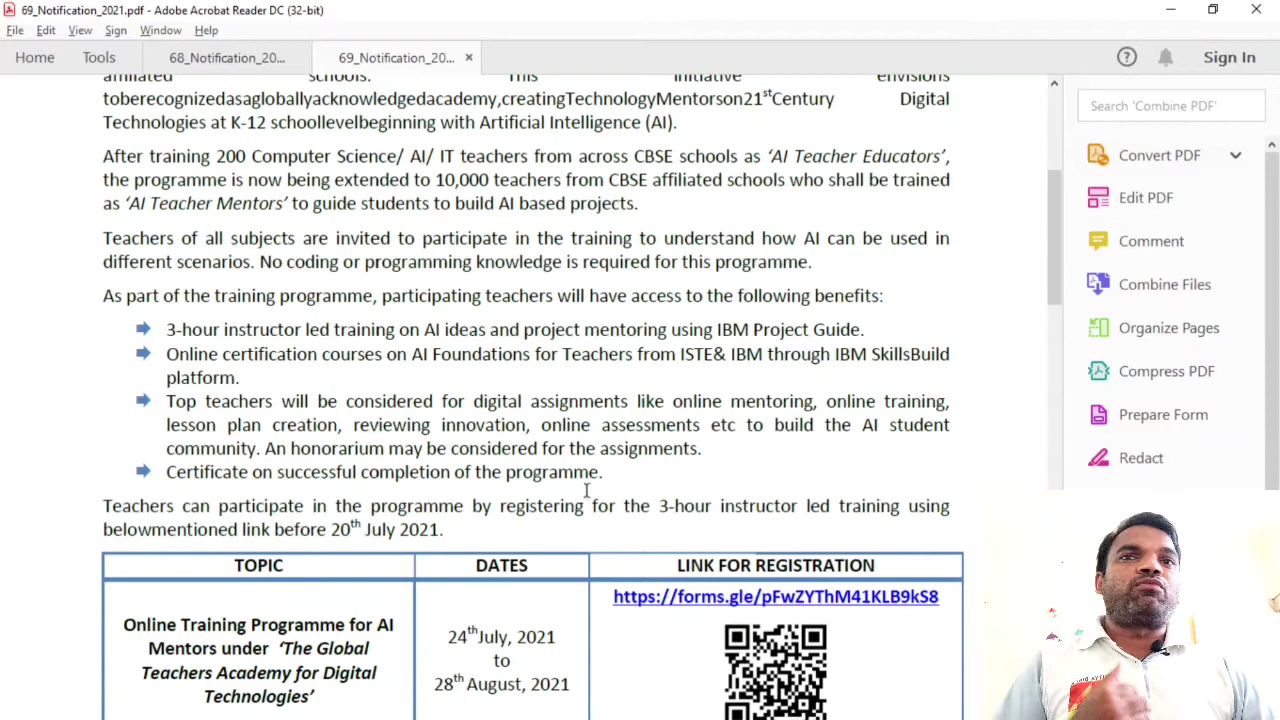 69_Notification_2021.pdf - Adobe Acrobat Reader DC (32-bit)
File Edit View Sign Window Help
Home Tools 68_Notification_20... 69_Notification_20... × Sign In
affiliated schools. This initiative envisions
toberecognizedasagloballyacknowledgedacademy,creatingTechnologyMentorson21stCentury Digital
Technologies at K-12 schoollevelbeginning with Artificial Intelligence (AI).
After training 200 Computer Science/ AI/ IT teachers from across CBSE schools as ‘AI Teacher Educators’,
the programme is now being extended to 10,000 teachers from CBSE affiliated schools who shall be trained
as ‘AI Teacher Mentors’ to guide students to build AI based projects.
Teachers of all subjects are invited to participate in the training to understand how AI can be used in
different scenarios. No coding or programming knowledge is required for this programme.
As part of the training programme, participating teachers will have access to the following benefits:
3-hour instructor led training on AI ideas and project mentoring using IBM Project Guide.
Online certification courses on AI Foundations for Teachers from ISTE& IBM through IBM SkillsBuild
platform.
Top teachers will be considered for digital assignments like online mentoring, online training,
lesson plan creation, reviewing innovation, online assessments etc to build the AI student
community. An honorarium may be considered for the assignments.
Certificate on successful completion of the programme.
Teachers can participate in the programme by registering for the 3-hour instructor led training using
belowmentioned link before 20th July 2021.
TOPIC DATES LINK FOR REGISTRATION
Online Training Programme for AI
Mentors under ‘The Global
Teachers Academy for Digital
Technologies’
24thJuly, 2021
to
28th August, 2021
https://forms.gle/pFwZYThM41KLB9kS8
Search 'Combine PDF'
Convert PDF
Edit PDF
Comment
Combine Files
Organize Pages
Compress PDF
Prepare Form
Redact